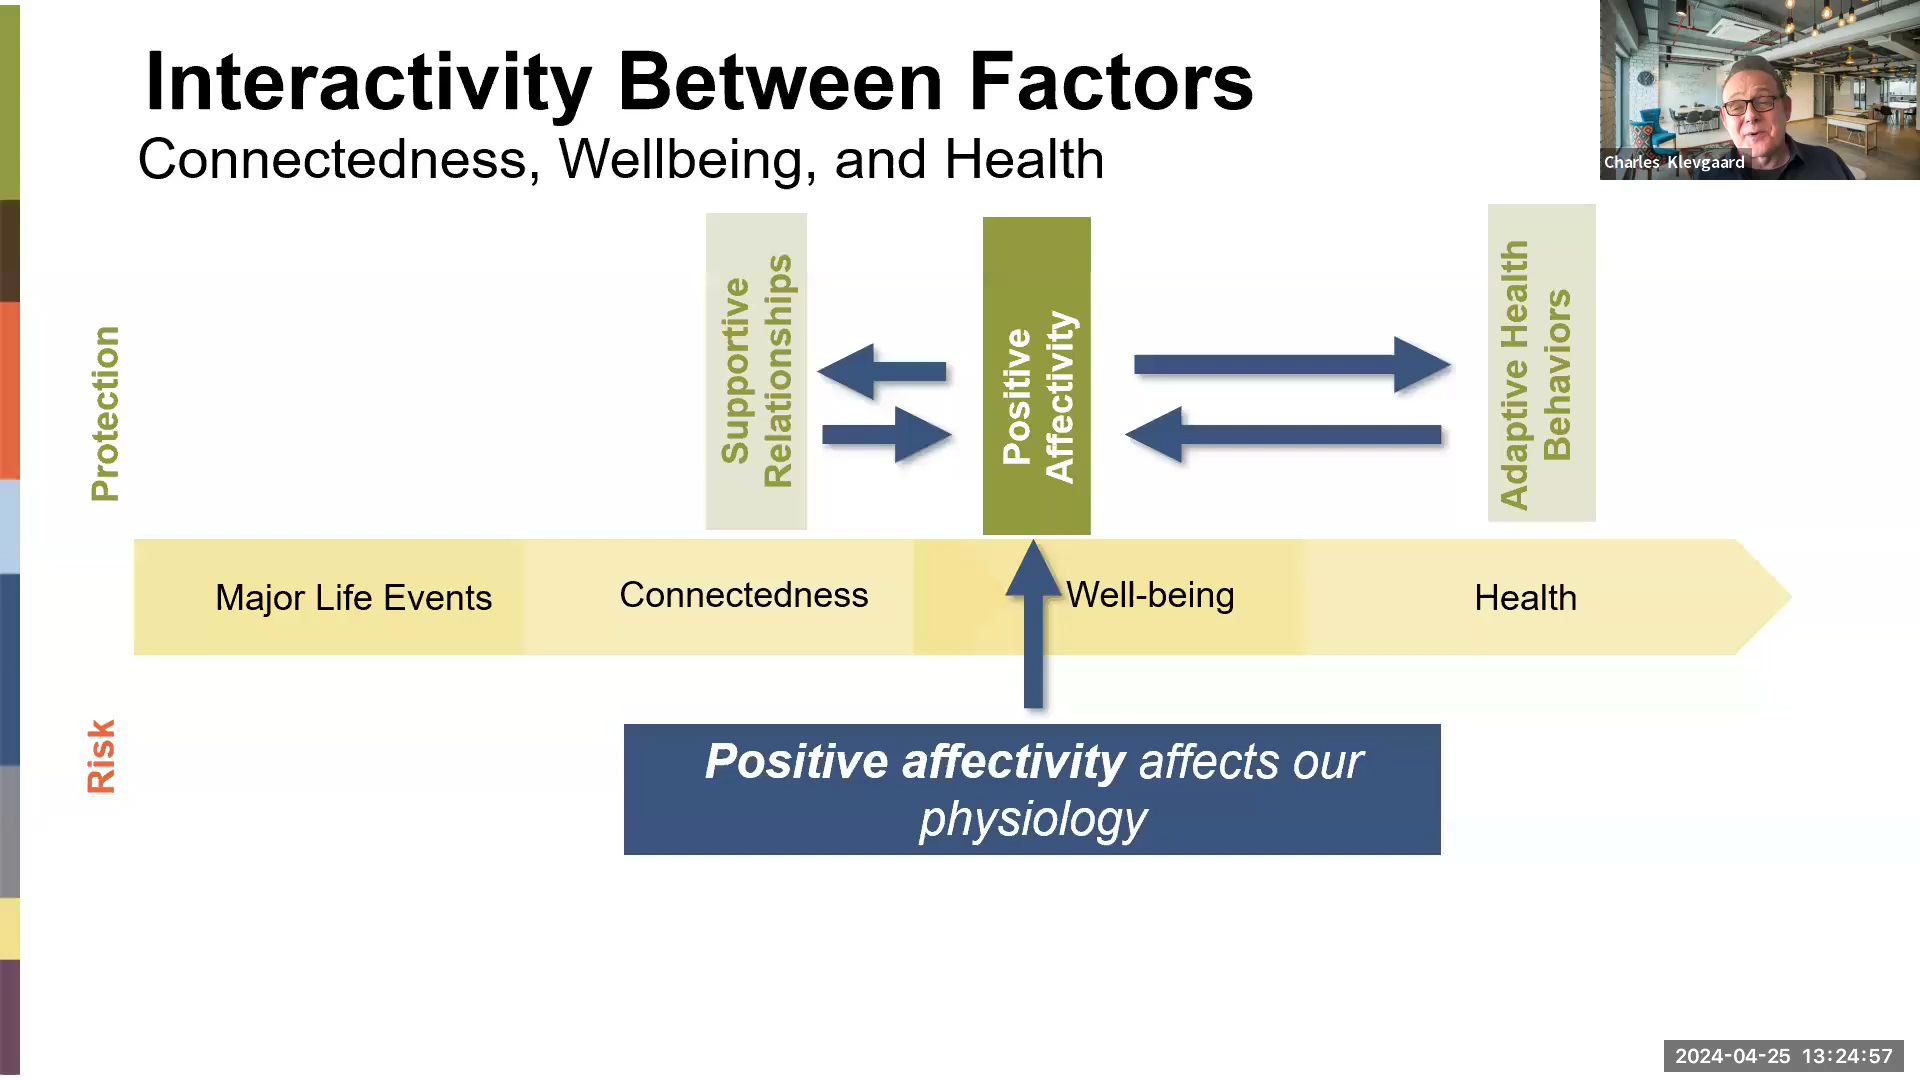 Interactivity Between Factors
Connectedness, Wellbeing, and Health
Charles Klevgaard
Protection
Supportive
Relationships
Positive
Affectivity
Adaptive Health
Behaviors
Major Life Events
Connectedness
Well-being
Health
Risk
Positive affectivity affects our
physiology
2024-04-25 13:24:57